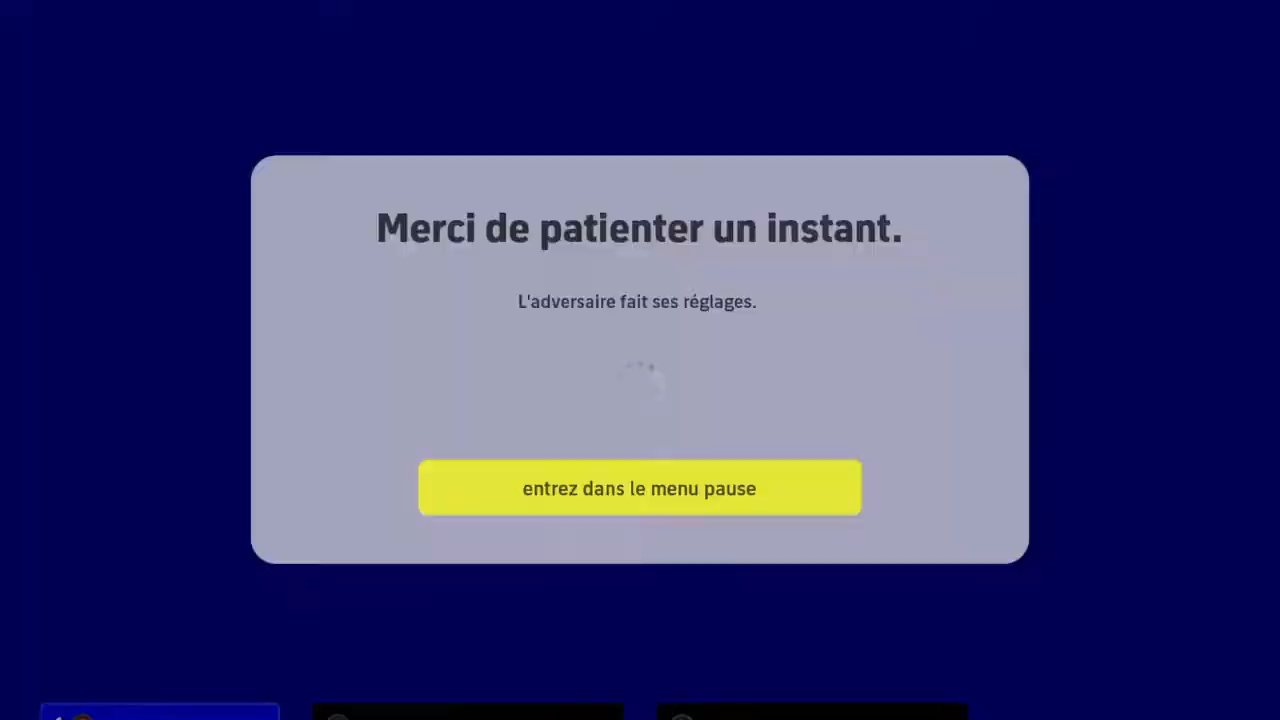 Merci de patienter un instant.
L'adversaire fait ses réglages.
entrez dans le menu pause